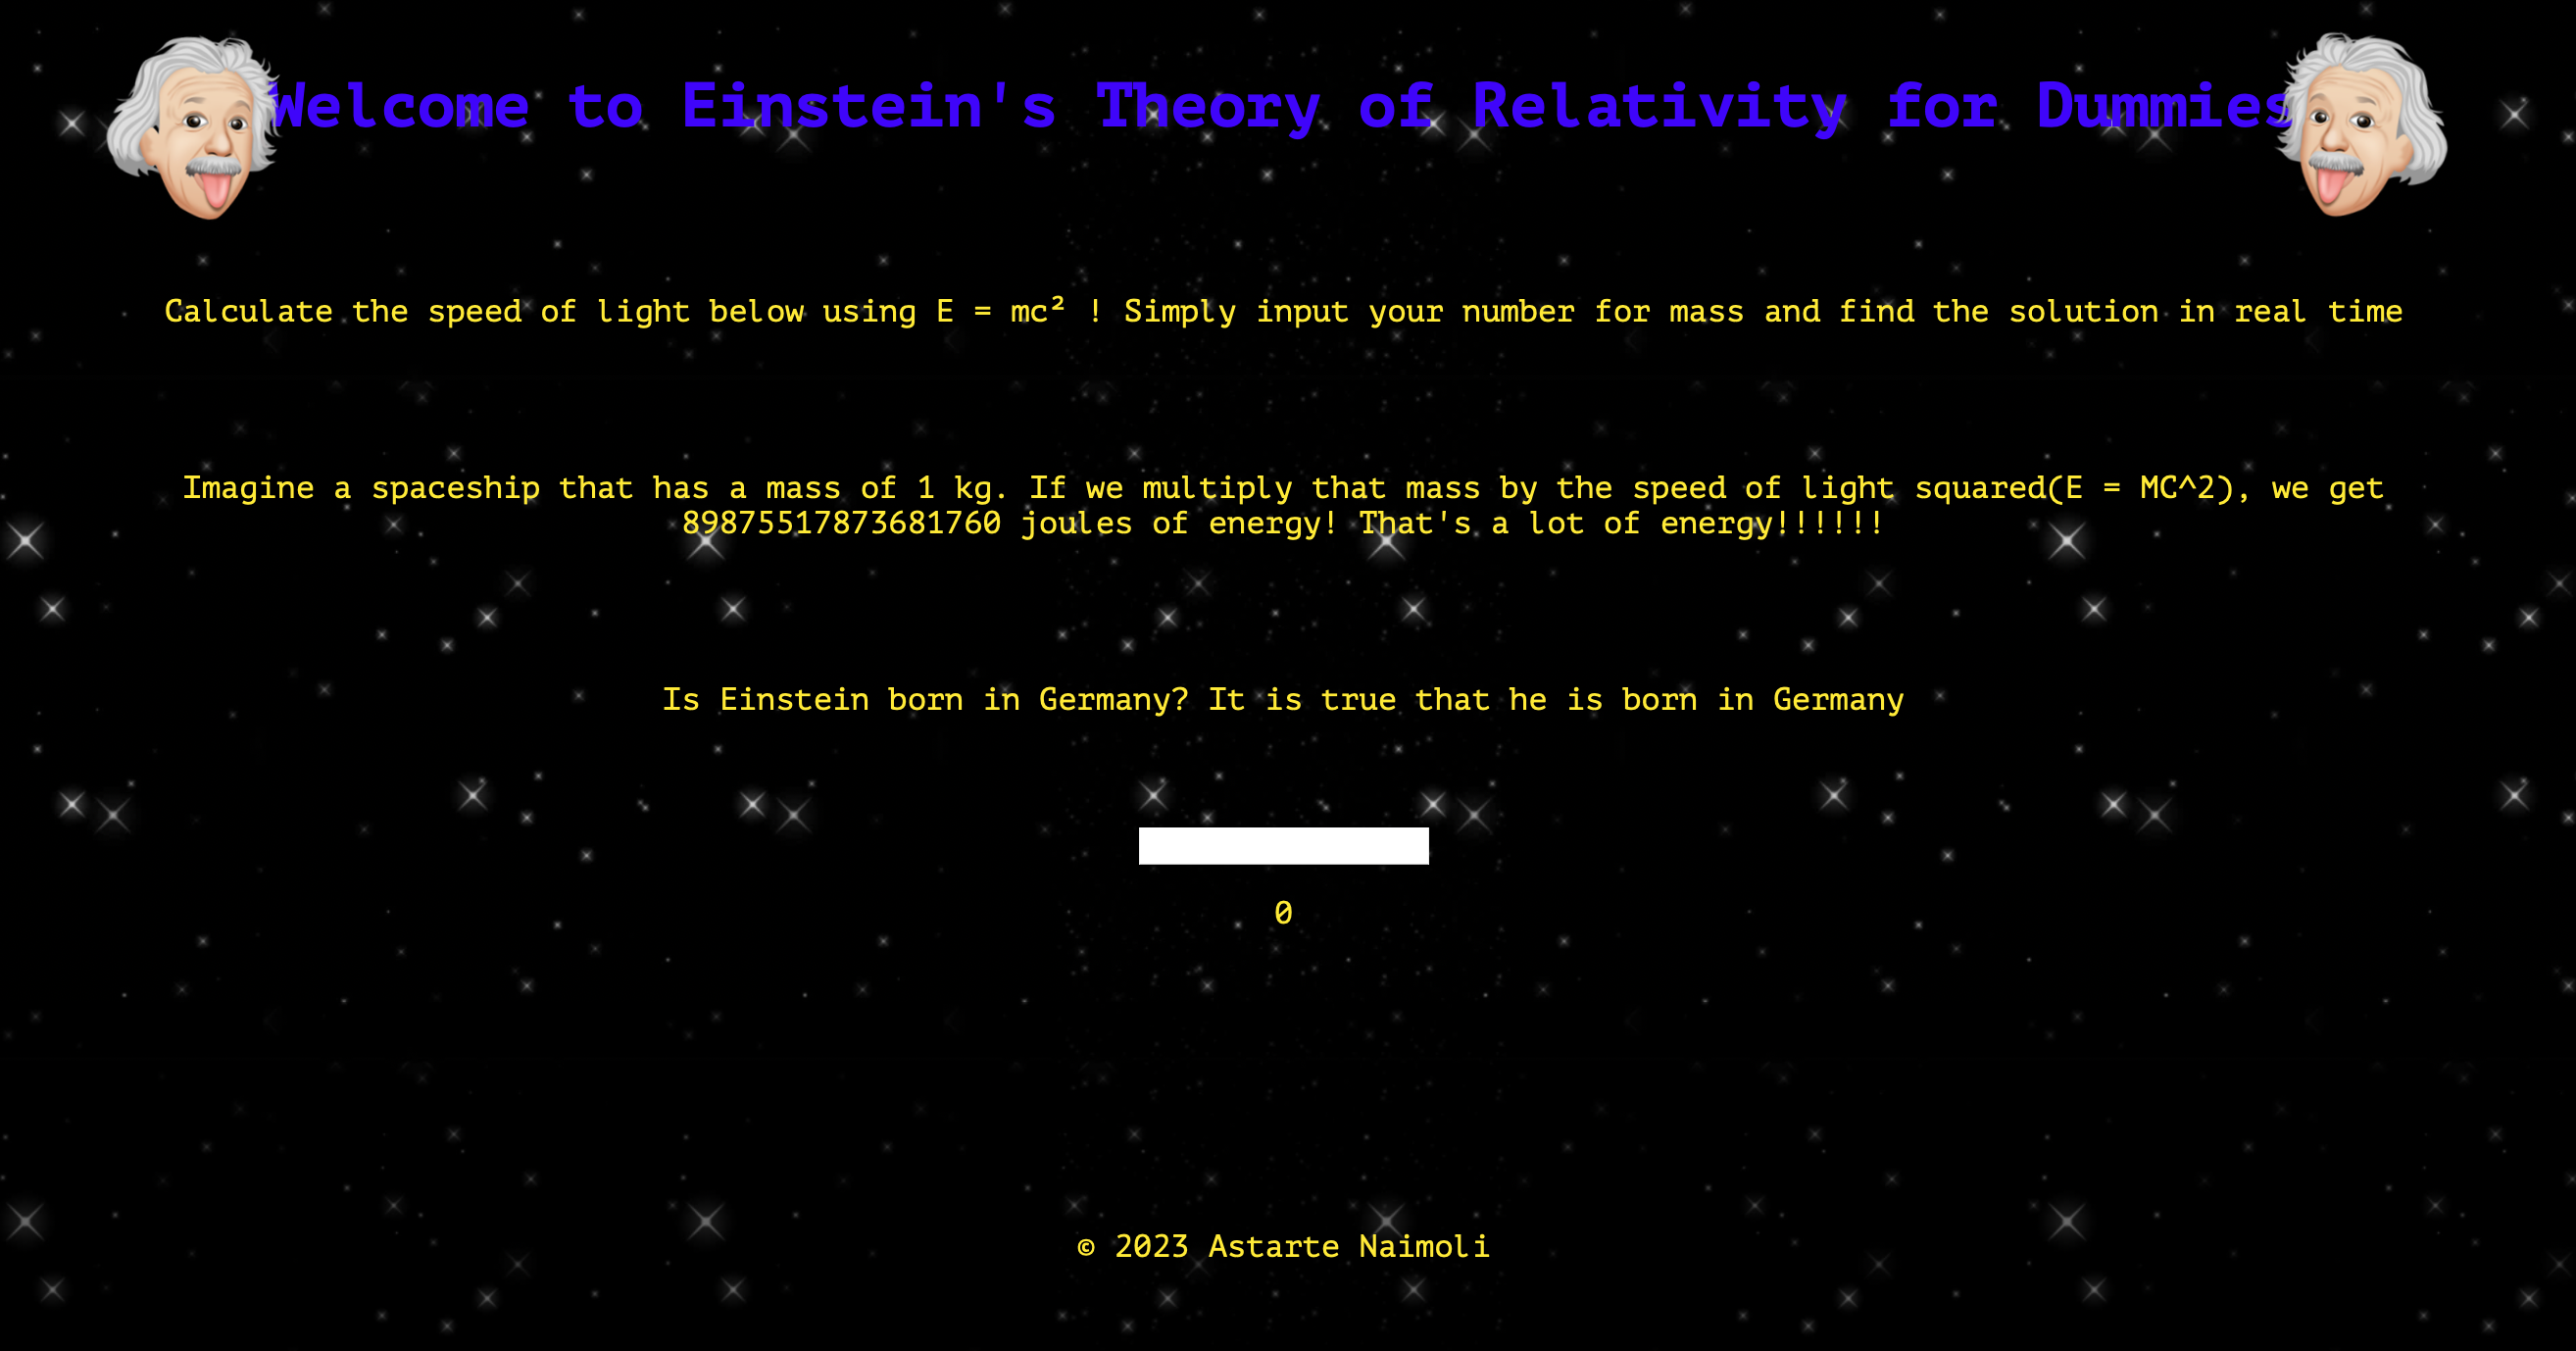 Welcome to Einstein's Theory of Relativity for Dummies
Calculate the speed of light below using E = mc² ! Simply input your number for mass and find the solution in real time
Imagine a spaceship that has a mass of 1 kg. If we multiply that mass by the speed of light squared(E = MC^2), we get
89875517873681760 joules of energy! That's a lot of energy!!!!!!
Is Einstein born in Germany? It is true that he is born in Germany
0
© 2023 Astarte Naimoli